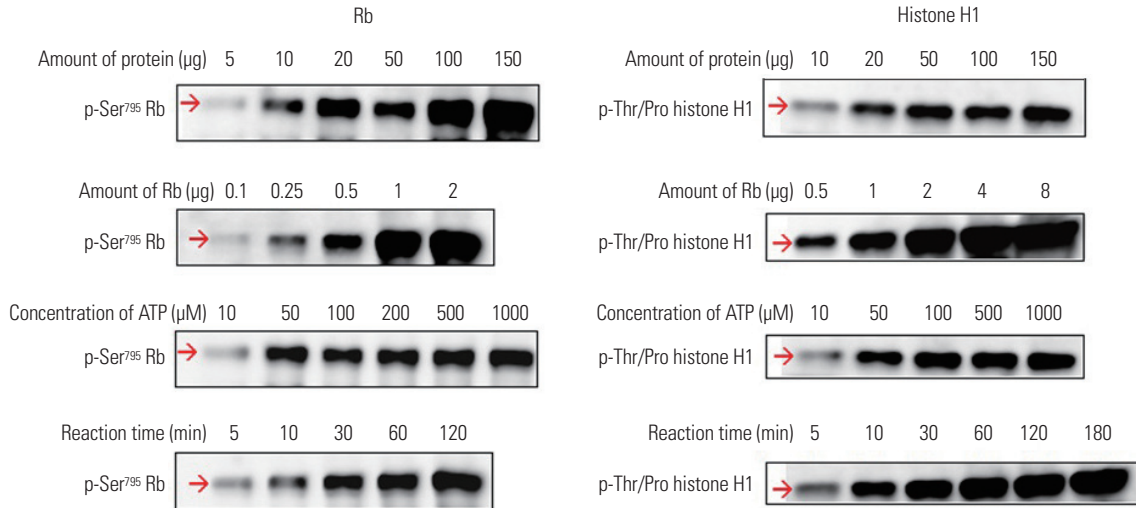 Rb
Amount of protein (µg) 5 10 20 50 100 150
p-Ser⁷⁹⁵ Rb
Amount of Rb (µg) 0.1 0.25 0.5 1 2
p-Ser⁷⁹⁵ Rb
Concentration of ATP (µM) 10 50 100 200 500 1000
p-Ser⁷⁹⁵ Rb
Reaction time (min) 5 10 30 60 120
p-Ser⁷⁹⁵ Rb
Histone H1
Amount of protein (µg) 10 20 50 100 150
p-Thr/Pro histone H1
Amount of Rb (µg) 0.5 1 2 4 8
p-Thr/Pro histone H1
Concentration of ATP (µM) 10 50 100 500 1000
p-Thr/Pro histone H1
Reaction time (min) 5 10 30 60 120 180
p-Thr/Pro histone H1